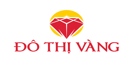 ĐÔ THỊ VÀNG